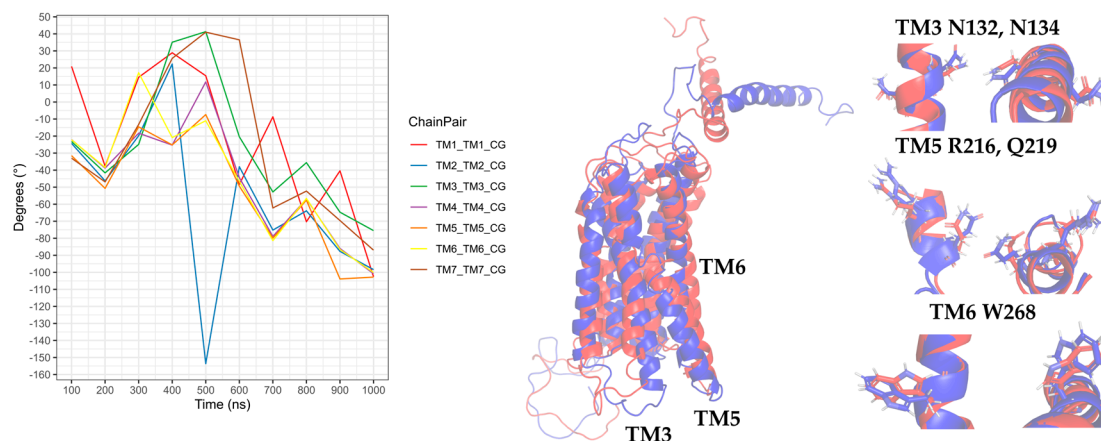 50
40
30
20
10
0
-10
-20
-30
-40
-50
-60
-70
-80
-90
-100
-110
-120
-130
-140
-150
-160
Degrees (°)
100 200 300 400 500 600 700 800 900 1000
Time (ns)
ChainPair
TM1_TM1_CG
TM2_TM2_CG
TM3_TM3_CG
TM4_TM4_CG
TM5_TM5_CG
TM6_TM6_CG
TM7_TM7_CG
TM6
TM5
TM3
TM3 N132, N134
TM5 R216, Q219
TM6 W268